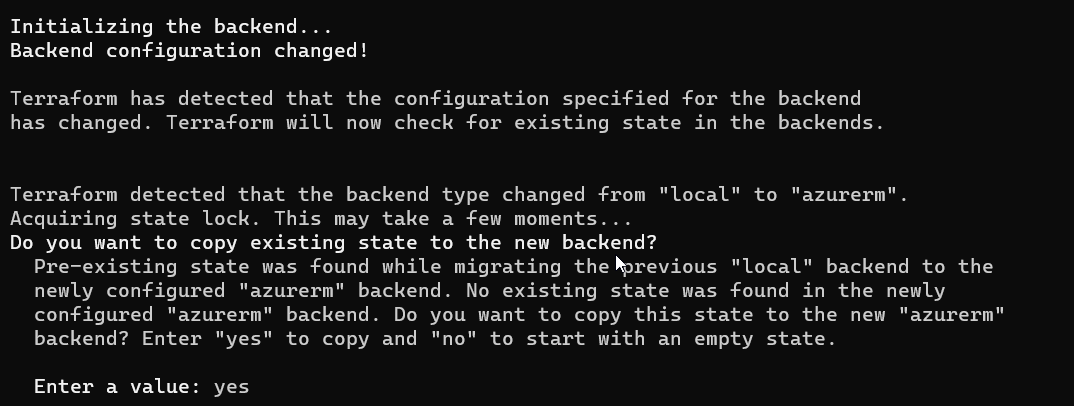 Initializing the backend...
Backend configuration changed!
Terraform has detected that the configuration specified for the backend
has changed. Terraform will now check for existing state in the backends.
Terraform detected that the backend type changed from "local" to "azurerm".
Acquiring state lock. This may take a few moments...
Do you want to copy existing state to the new backend?
Pre-existing state was found while migrating the previous "local" backend to the
newly configured "azurerm" backend. No existing state was found in the newly
configured "azurerm" backend. Do you want to copy this state to the new "azurerm"
backend? Enter "yes" to copy and "no" to start with an empty state.
Enter a value: yes